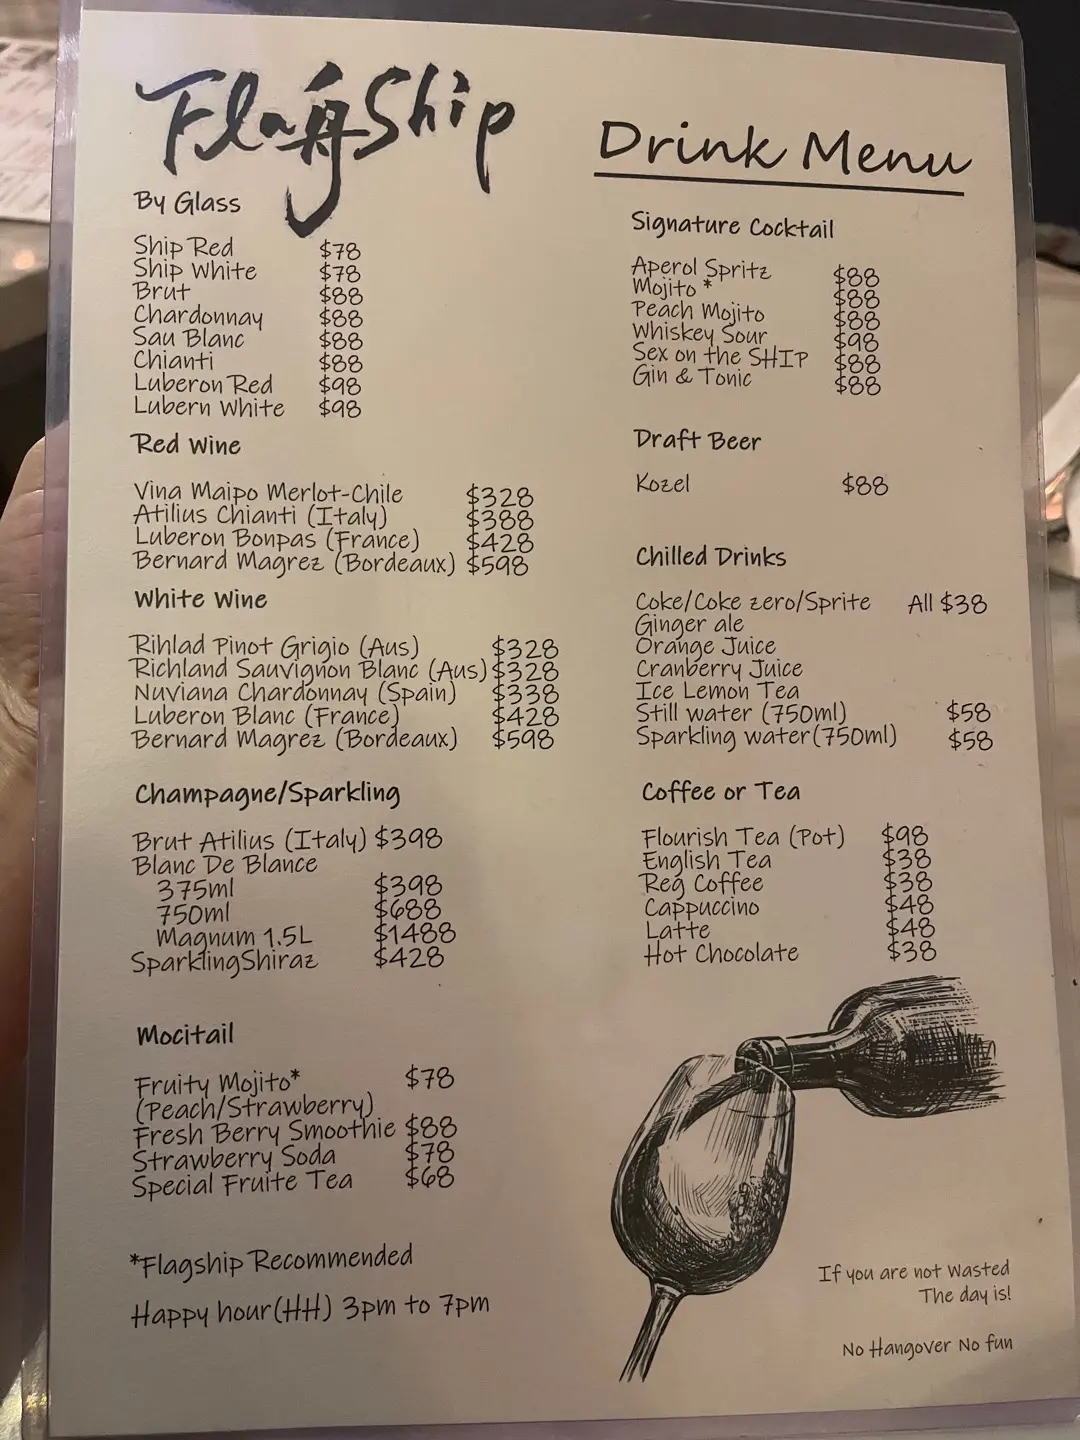 Fla舟Ship
Drink Menu
By Glass
Ship Red $78
Ship White $78
Brut $88
Chardonnay $88
Sau Blanc $88
Chianti $88
Luberon Red $98
Lubern White $98
Red Wine
Vina Maipo Merlot-Chile $328
Atilius Chianti (Italy) $388
Luberon Bonpas (France) $428
Bernard Magrez (Bordeaux) $598
White Wine
Rihlad Pinot Grigio (Aus) $328
Richland Sauvignon Blanc (Aus) $328
Nuviana Chardonnay (Spain) $338
Luberon Blanc (France) $428
Bernard Magrez (Bordeaux) $598
Champagne/Sparkling
Brut Atilius (Italy) $398
Blanc De Blance
375ml $398
750ml $688
Magnum 1.5L $1488
SparklingShiraz $428
Mocitail
Fruity Mojito* $78
(Peach/Strawberry)
Fresh Berry Smoothie $88
Strawberry Soda $78
Special Fruite Tea $68
*Flagship Recommended
Happy hour(HH) 3pm to 7pm
Signature Cocktail
Aperol Spritz $88
Mojito * $88
Peach Mojito $88
Whiskey Sour $98
Sex on the SHIP $88
Gin & Tonic $88
Draft Beer
Kozel $88
Chilled Drinks
Coke/Coke zero/Sprite All $38
Ginger ale
Orange Juice
Cranberry Juice
Ice Lemon Tea
Still water (750ml) $58
Sparkling water(750ml) $58
Coffee or Tea
Flourish Tea (Pot) $98
English Tea $38
Reg Coffee $38
Cappuccino $48
Latte $48
Hot Chocolate $38
If you are not Wasted
The day is!
No Hangover No fun